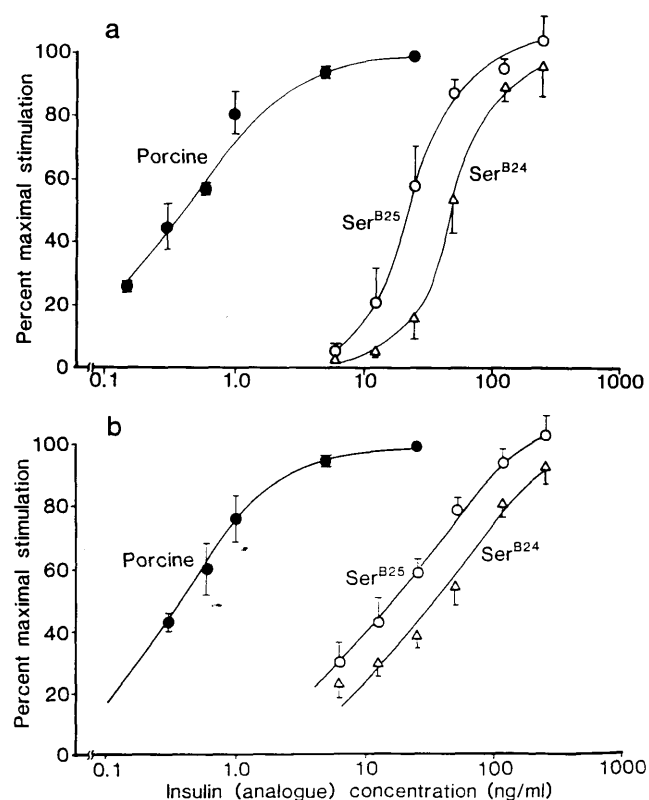 a
Percent maximal stimulation
100
80
60
40
20
0
Porcine
Ser^B25
Ser^B24
0.1 1.0 10 100 1000
b
Percent maximal stimulation
100
80
60
40
20
0
Porcine
Ser^B25
Ser^B24
0.1 1.0 10 100 1000
Insulin (analogue) concentration (ng/ml)